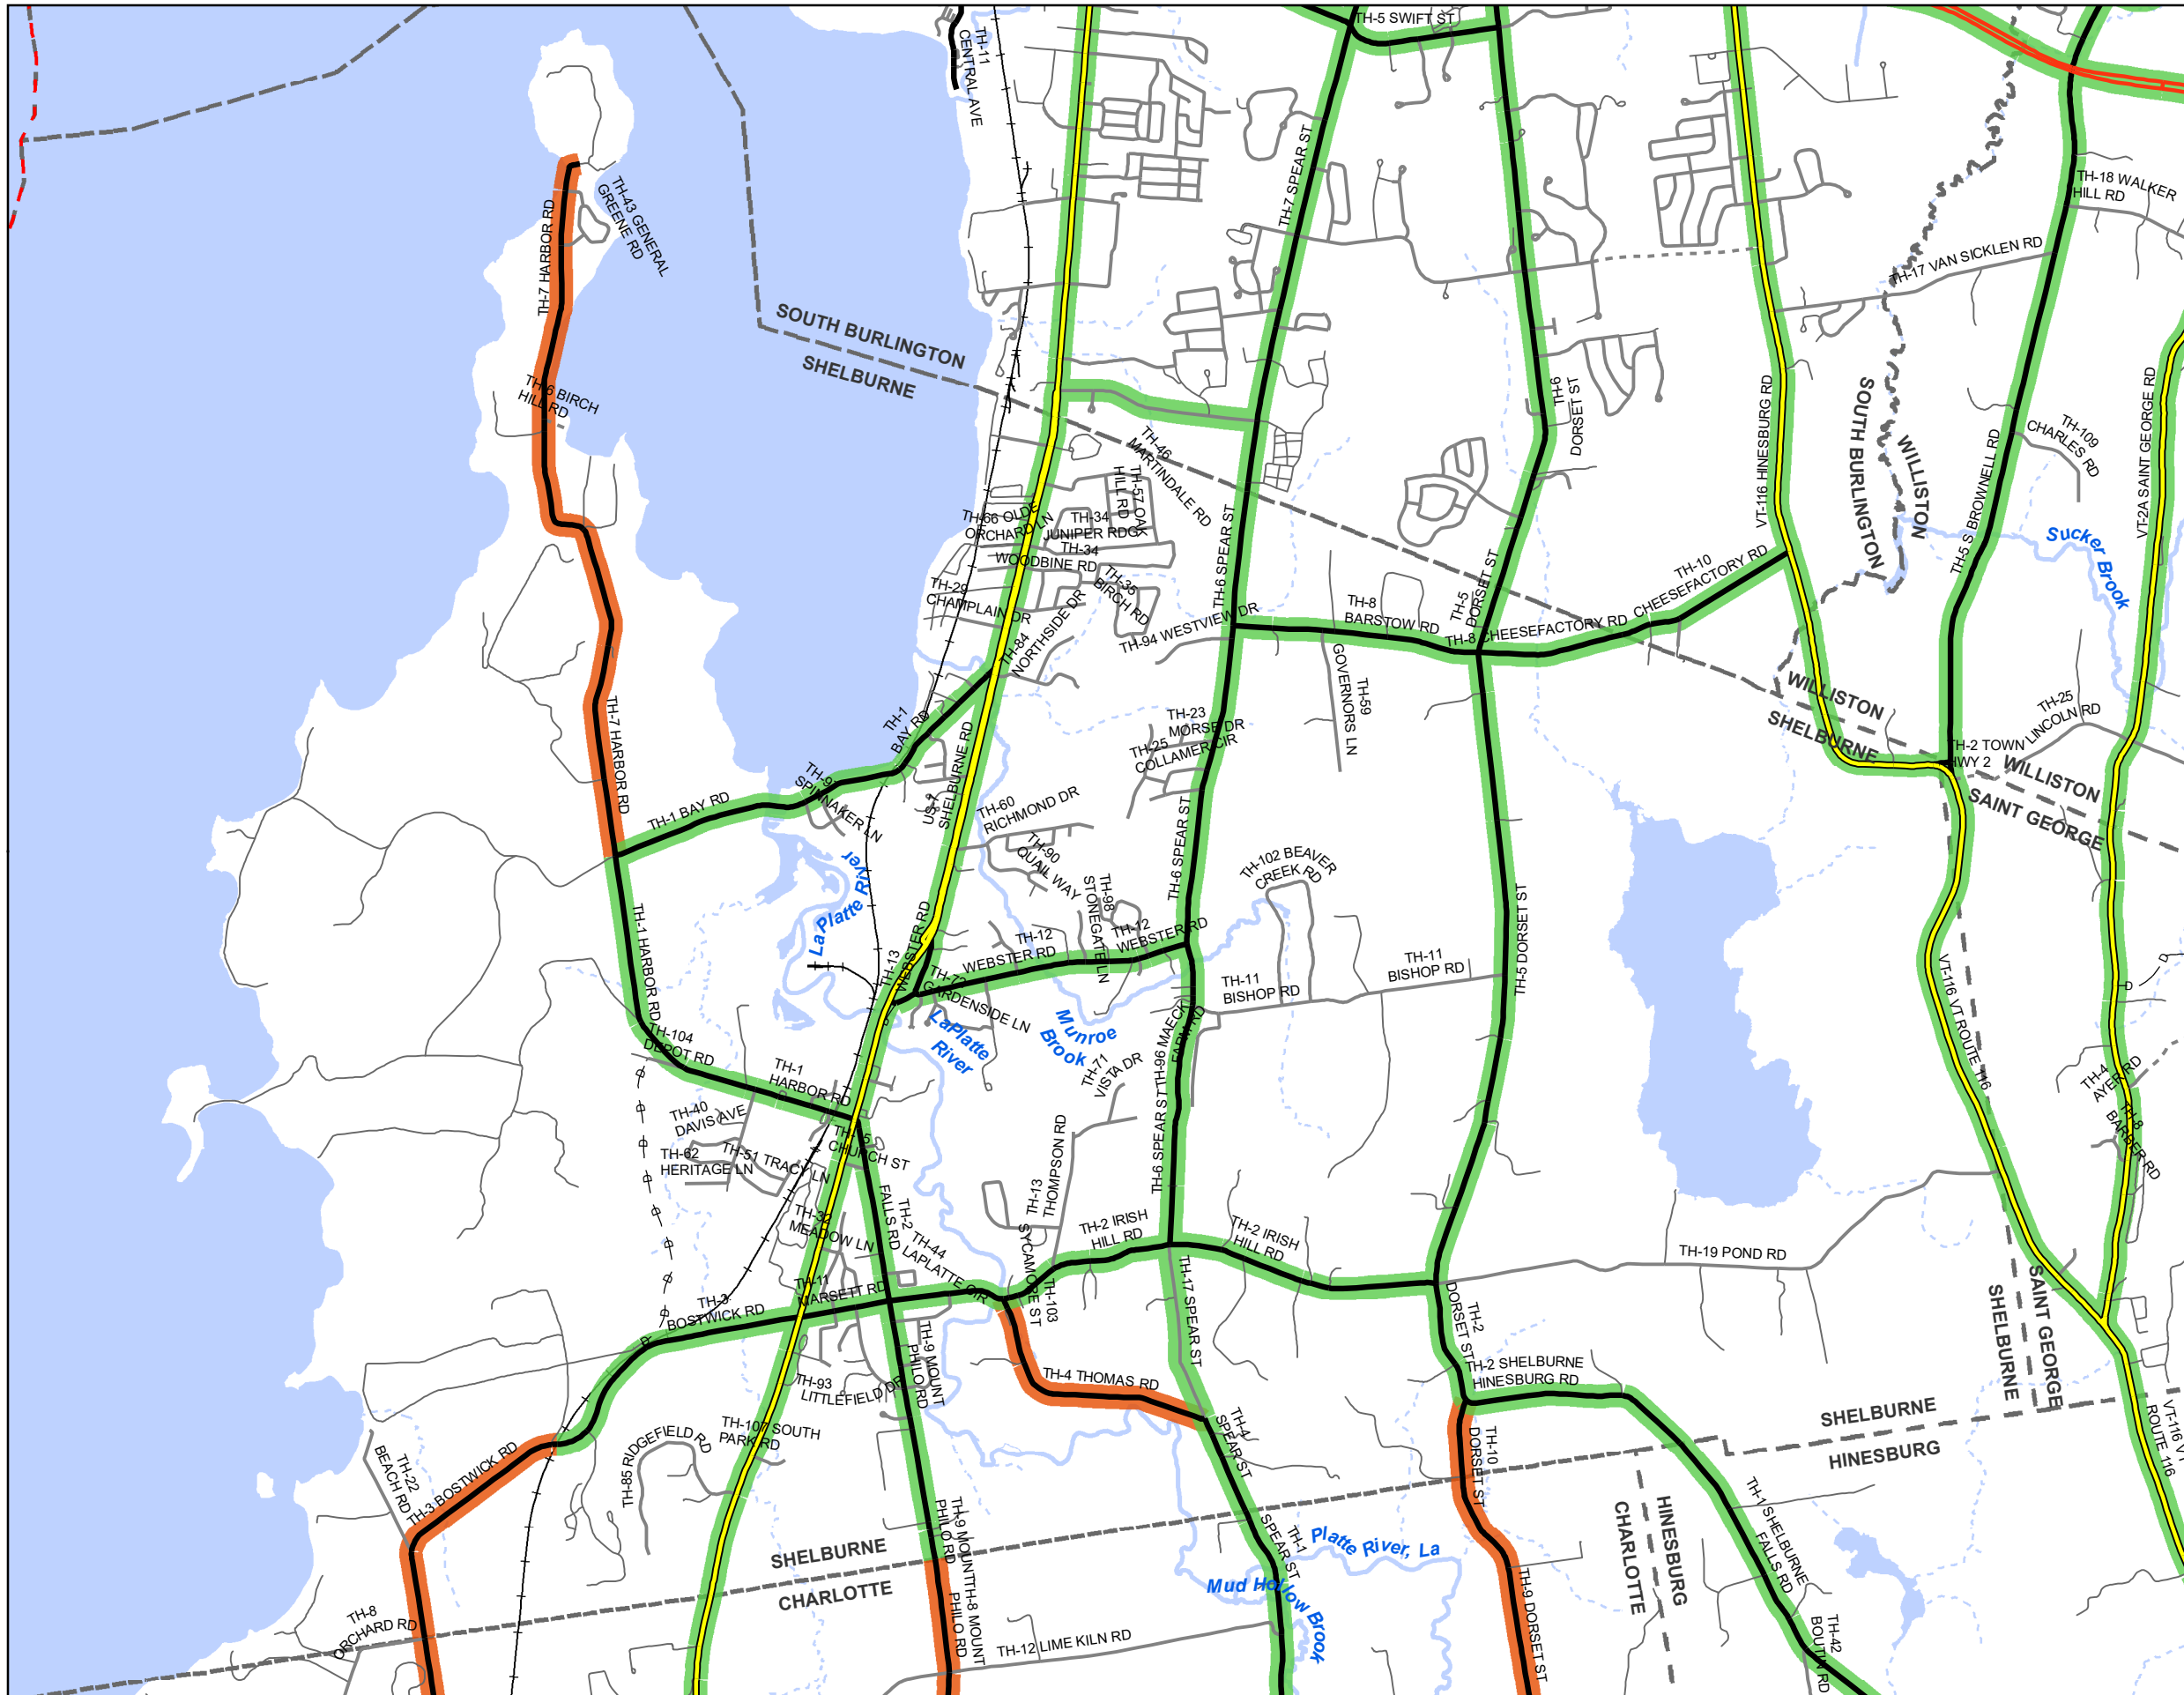 TH-5 SWIFT ST
TH-11
CENTRAL AVE
TH-7 SPEAR ST
TH-18 WALKER
HILL RD
TH-43 GENERAL
GREENE RD
TH-7 HARBOR RD
TH-17 VAN SICKLEN RD
SOUTH BURLINGTON
SHELBURNE
TH-6 BIRCH
HILL RD
TH-6
DORSET ST
VT-116 HINESBURG RD
SOUTH BURLINGTON
WILLISTON
TH-109
CHARLES RD
VT-2A SAINT GEORGE RD
TH-46
MARTINDALE RD
TH-57 OAK
HILL RD
TH-66 OLDE
ORCHARD LN
TH-34
JUNIPER RDG
TH-34
WOODBINE RD
TH-6 SPEAR ST
TH-5 S BROWNELL RD
Sucker Brook
TH-29
CHAMPLAIN DR
TH-35
BIRCH RD
TH-84
NORTHSIDE DR
TH-94 WESTVIEW DR
TH-8
BARSTOW RD
TH-5
DORSET ST
TH-8 CHEESEFACTORY RD
TH-10
CHEESEFACTORY RD
TH-59
GOVERNORS LN
WILLISTON
SHELBURNE
TH-25
LINCOLN RD
TH-2 TOWN
HWY 2
WILLISTON
SAINT GEORGE
TH-7 HARBOR RD
TH-1
BAY RD
TH-23
MORSE DR
TH-25
COLLAMER CIR
US-7
SHELBURNE RD
TH-1 BAY RD
SPINNAKER LN
TH-60
RICHMOND DR
TH-90
QUAIL WAY
TH-6 SPEAR ST
TH-102 BEAVER
CREEK RD
LaPlatte River
TH-98
STONEGATE LN
TH-12
WEBSTER RD
TH-12
WEBSTER RD
TH-13
WEBSTER RD
TH-11
BISHOP RD
TH-11
BISHOP RD
TH-5 DORSET ST
TH-1 HARBOR RD
GARDENSIDE LN
LaPlatte
River
Munroe
Brook
TH-96 MAECK
FARM RD
VT-116 VT ROUTE 116
TH-104
DEPOT RD
TH-1
HARBOR RD
TH-71
VISTA DR
TH-4
AYER RD
TH-8
BARBER RD
TH-40
DAVIS AVE
TH-62
HERITAGE LN
TH-51 TRACY LN
CHURCH ST
TH-6 SPEAR ST
TH-13
THOMPSON RD
TH-32
MEADOW LN
TH-2
FALLS RD
TH-44
LAPLATTE CIR
SYCAMORE ST
TH-103
TH-2 IRISH
HILL RD
TH-2 IRISH
HILL RD
TH-19 POND RD
TH-17 SPEAR ST
SHELBURNE
SAINT GEORGE
TH-3
BOSTWICK RD
TH-11
MARSETT RD
TH-2
DORSET ST
TH-9 MOUNT
PHILO RD
TH-93
LITTLEFIELD DR
TH-4 THOMAS RD
TH-2 SHELBURNE
HINESBURG RD
TH-107 SOUTH
PARK RD
TH-85 RIDGEFIELD RD
TH-22
BEACH RD
TH-3 BOSTWICK RD
TH-4
SPEAR ST
TH-10
DORSET ST
SHELBURNE
HINESBURG
VT-116 VT
ROUTE 116
TH-9 MOUNT
PHILO RD
SHELBURNE
CHARLOTTE
TH-1
SPEAR ST
Platte River, La
Mud Hollow Brook
HINESBURG
CHARLOTTE
TH-1 SHELBURNE
FALLS RD
TH-8
ORCHARD RD
TH-8 MOUNT
PHILO RD
TH-12 LIME KILN RD
TH-9 DORSET ST
TH-42
BOUTIN RD